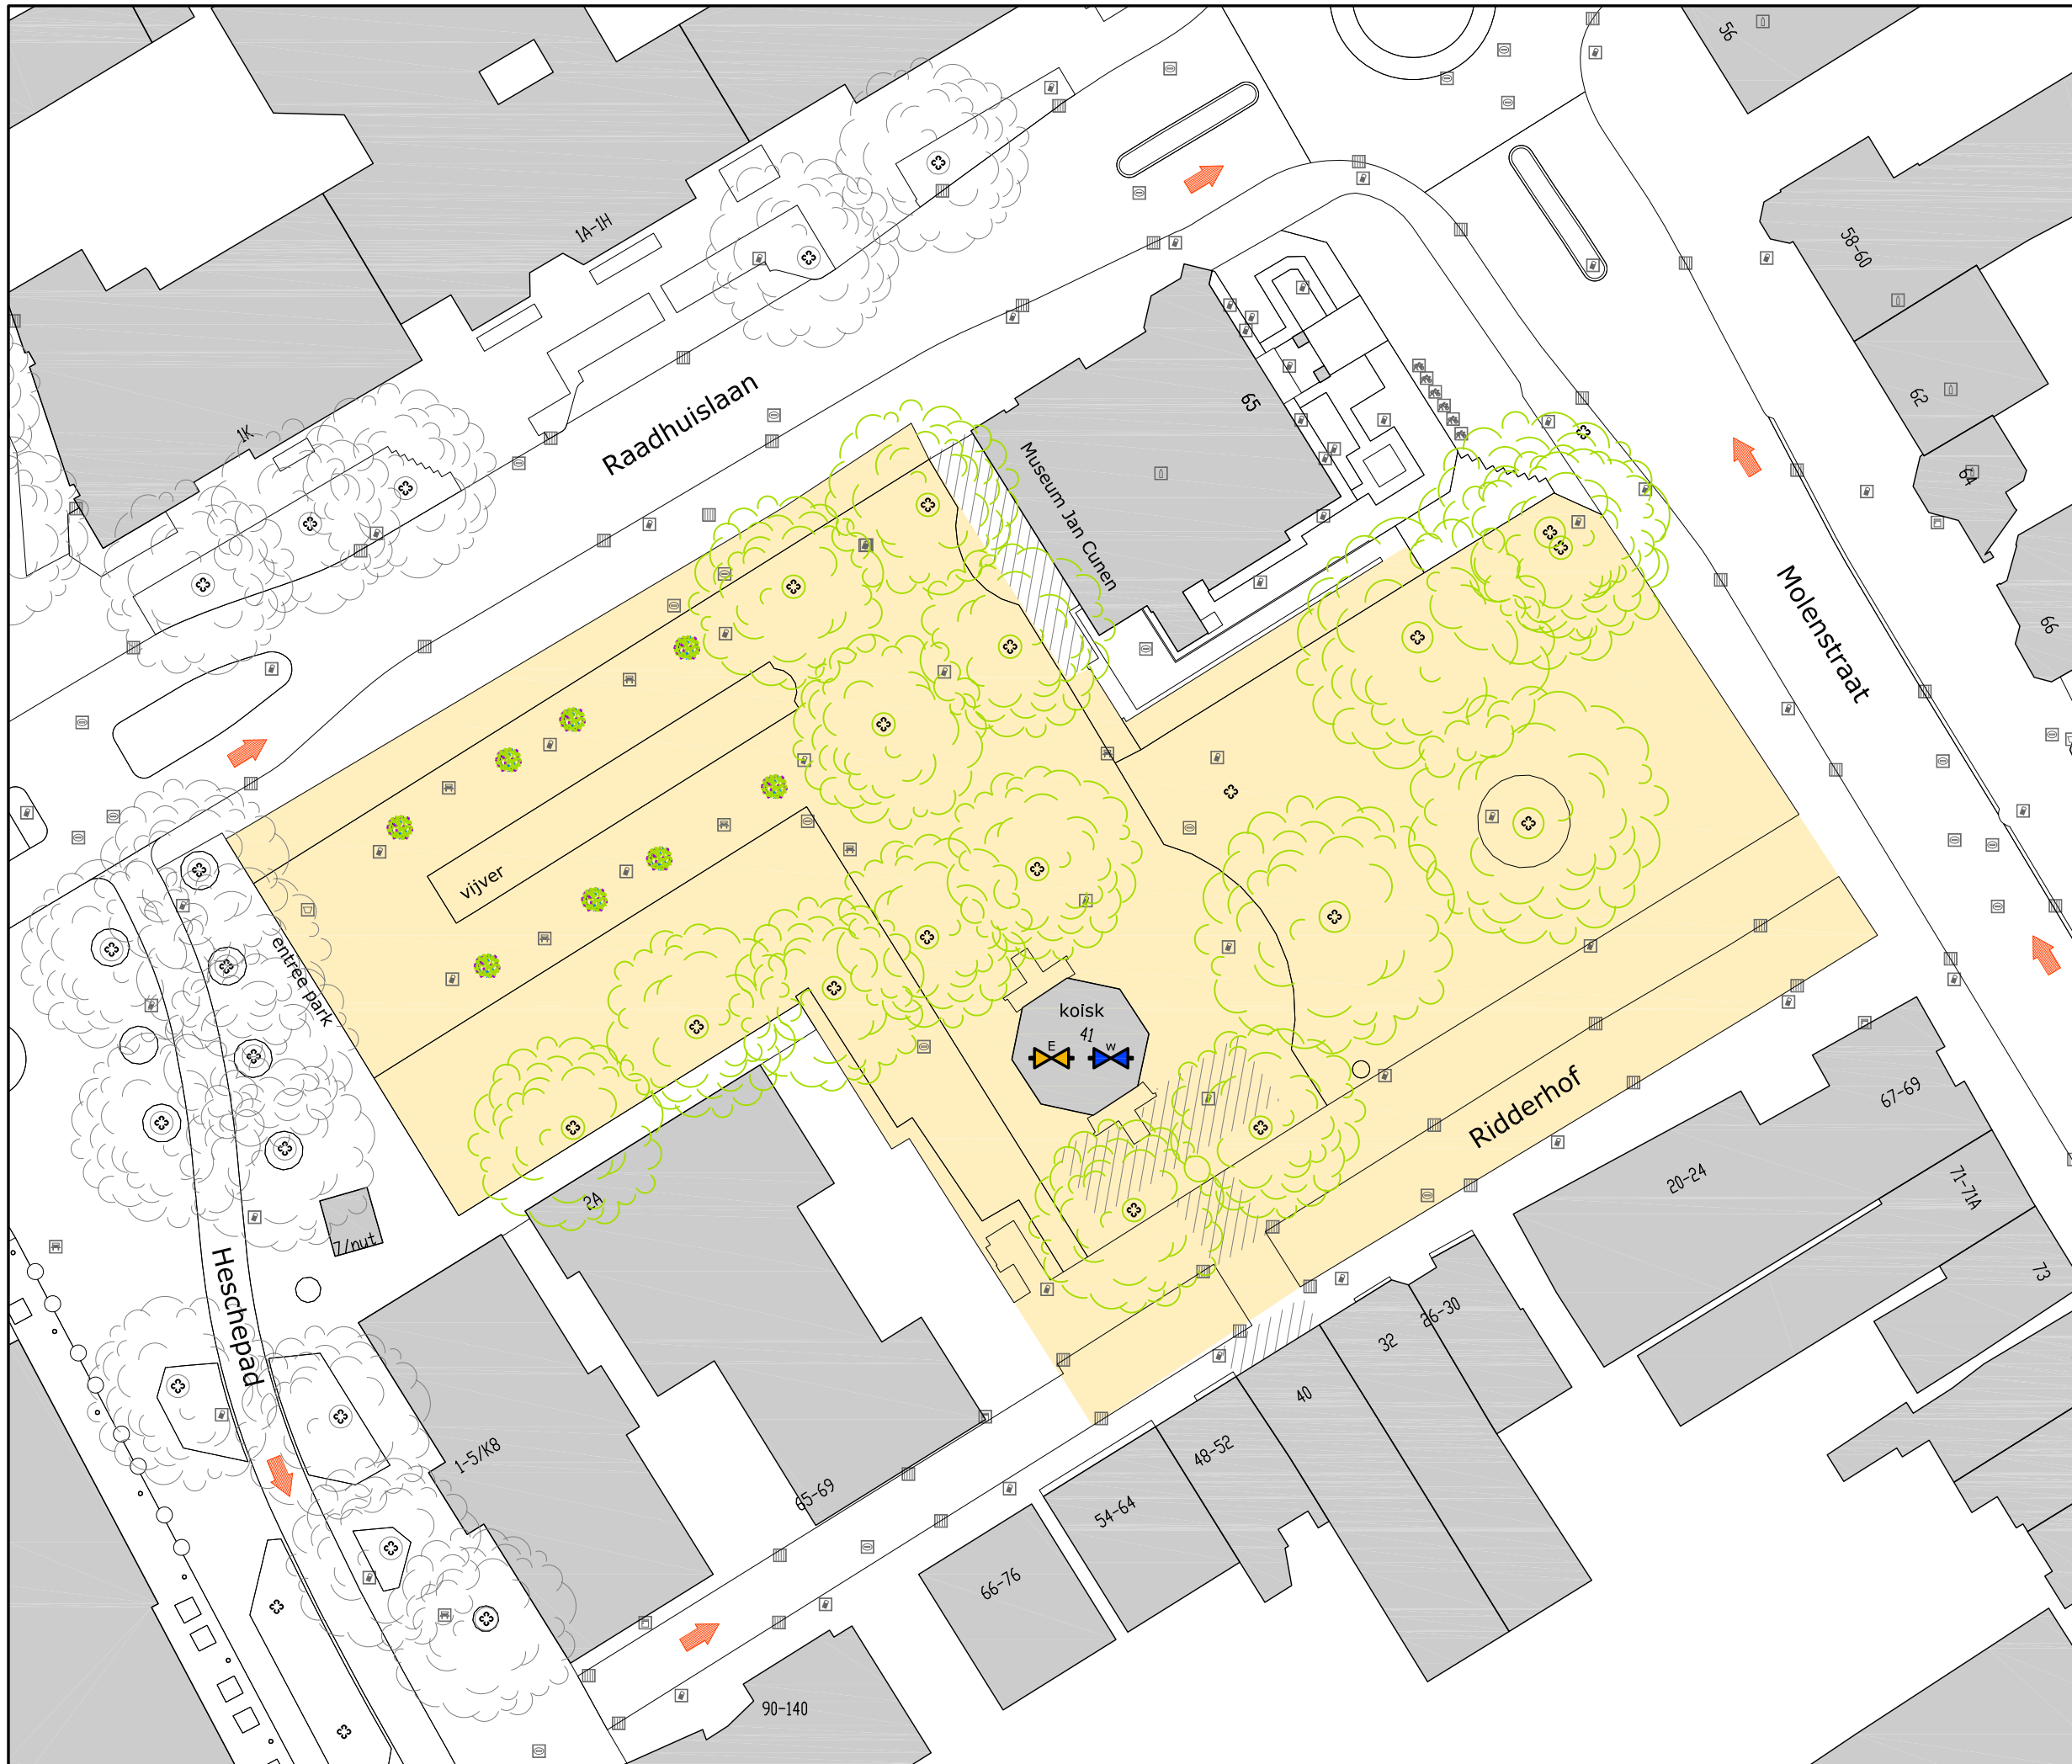 56
1A-1H
58-60
62
64
66
65
1K
Raadhuislaan
Museum Jan Cunen
Molenstraat
vijver
entree park
koisk
41
E
W
Ridderhof
67-69
20-24
71-71A
73
2A
7/nut
Heschepad
26-30
32
40
48-52
54-64
1-5/K8
65-69
66-76
90-140